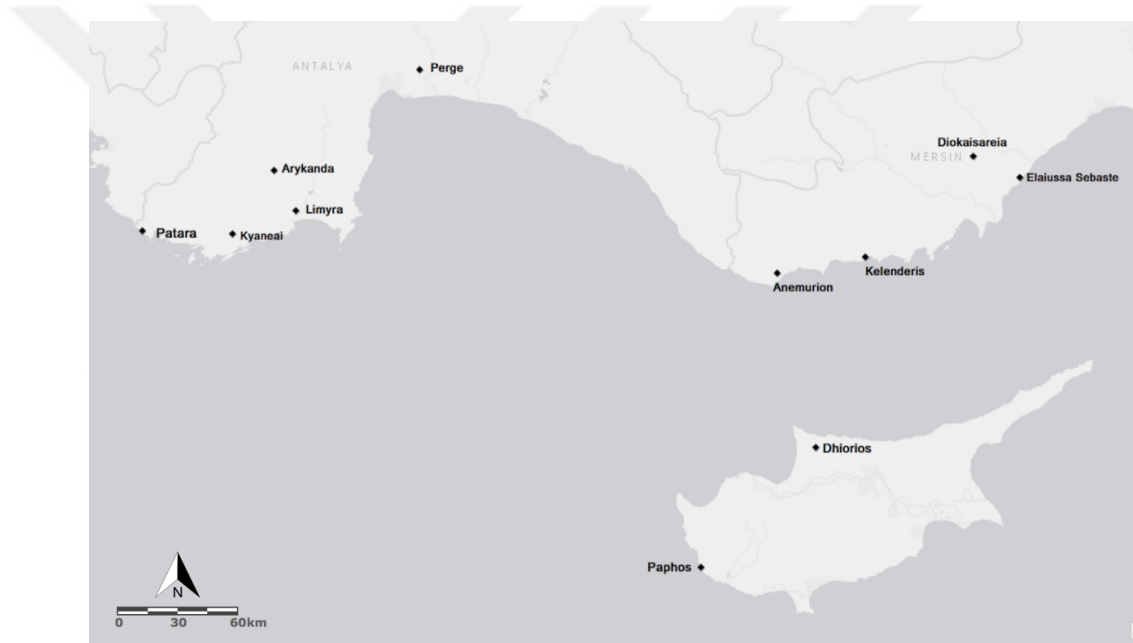 ANTALYA
Perge
Arykanda
Limyra
Patara
Kyaneai
Diokaisareia
MERSIN
Elaiussa Sebaste
Kelenderis
Anemurion
Dhiorios
Paphos
N
0 30 60km